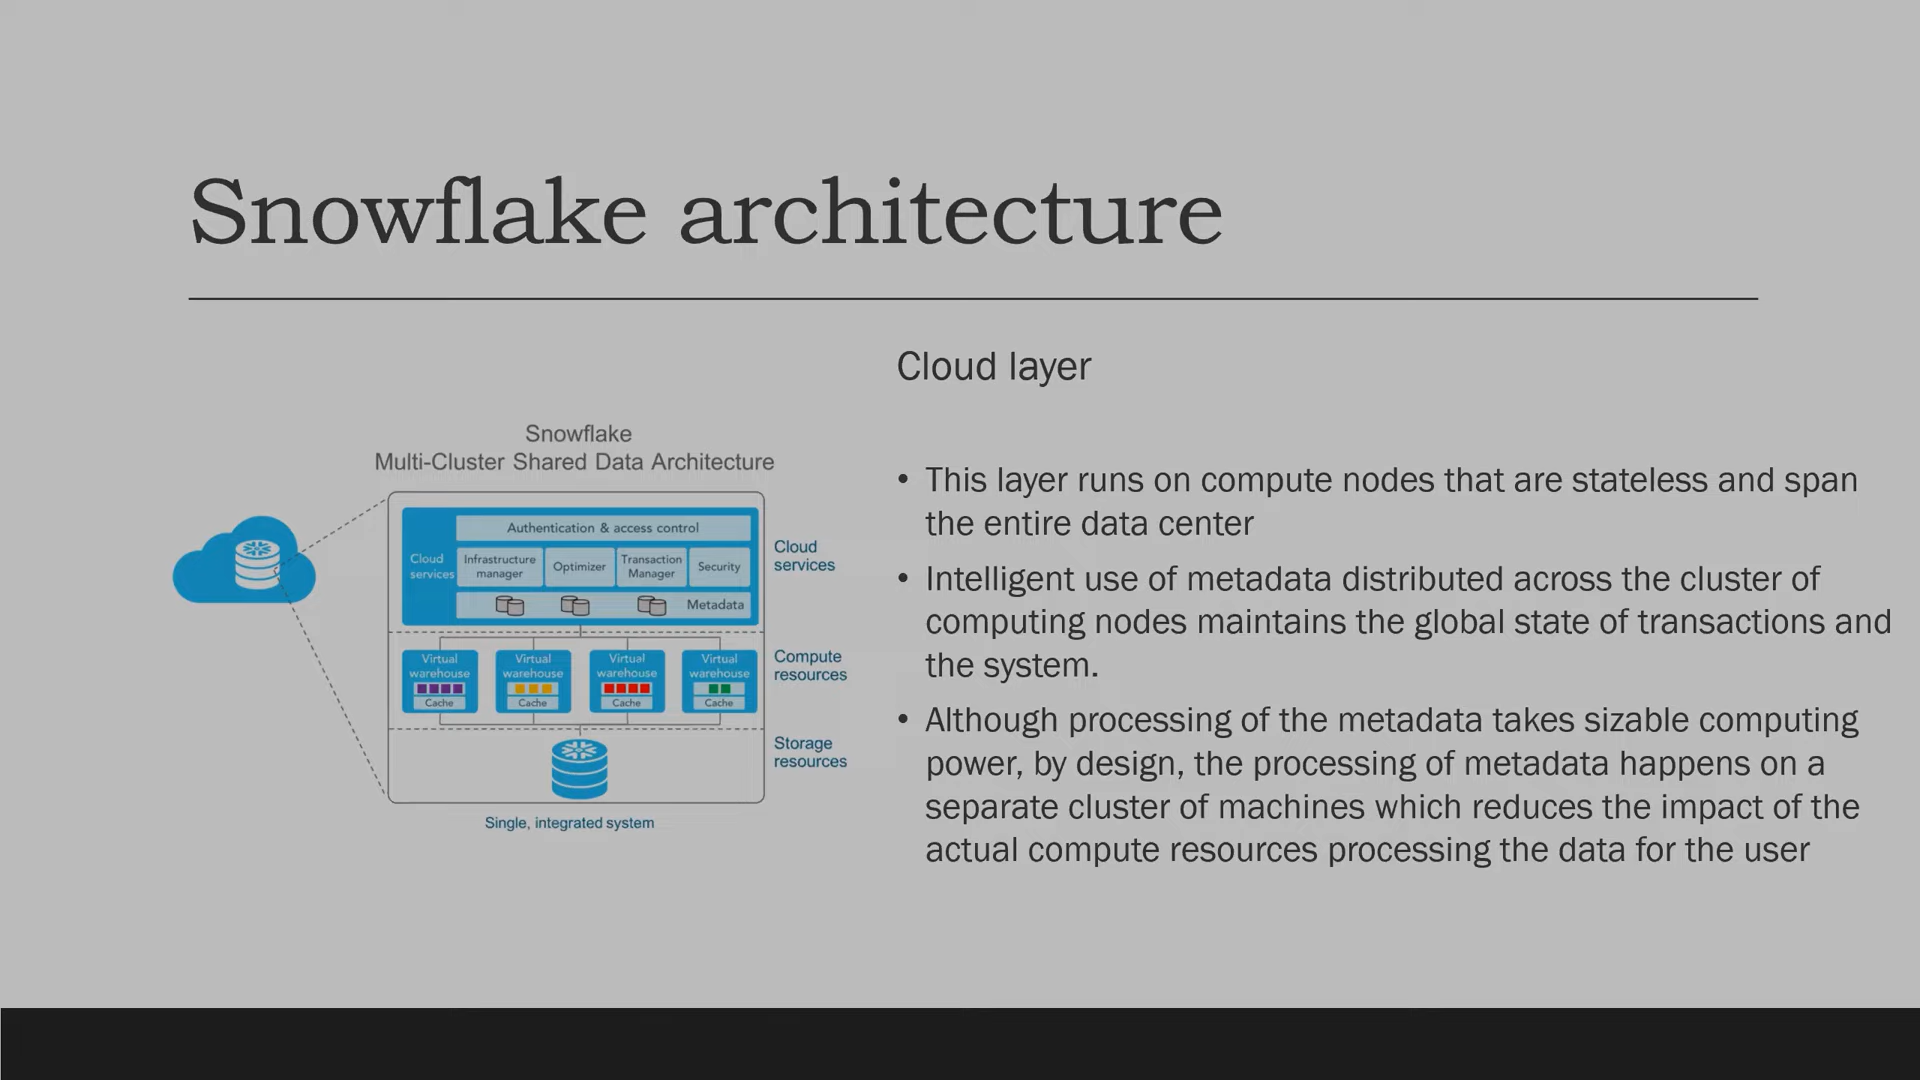 Snowflake architecture
Cloud layer
Snowflake
Multi-Cluster Shared Data Architecture
Cloud
services
Authentication & access control
Infrastructure
manager
Optimizer
Transaction
Manager
Security
Metadata
Cloud
services
Virtual
warehouse
Cache
Virtual
warehouse
Cache
Virtual
warehouse
Cache
Virtual
warehouse
Cache
Compute
resources
Storage
resources
Single, integrated system
• This layer runs on compute nodes that are stateless and span
the entire data center
• Intelligent use of metadata distributed across the cluster of
computing nodes maintains the global state of transactions and
the system.
• Although processing of the metadata takes sizable computing
power, by design, the processing of metadata happens on a
separate cluster of machines which reduces the impact of the
actual compute resources processing the data for the user